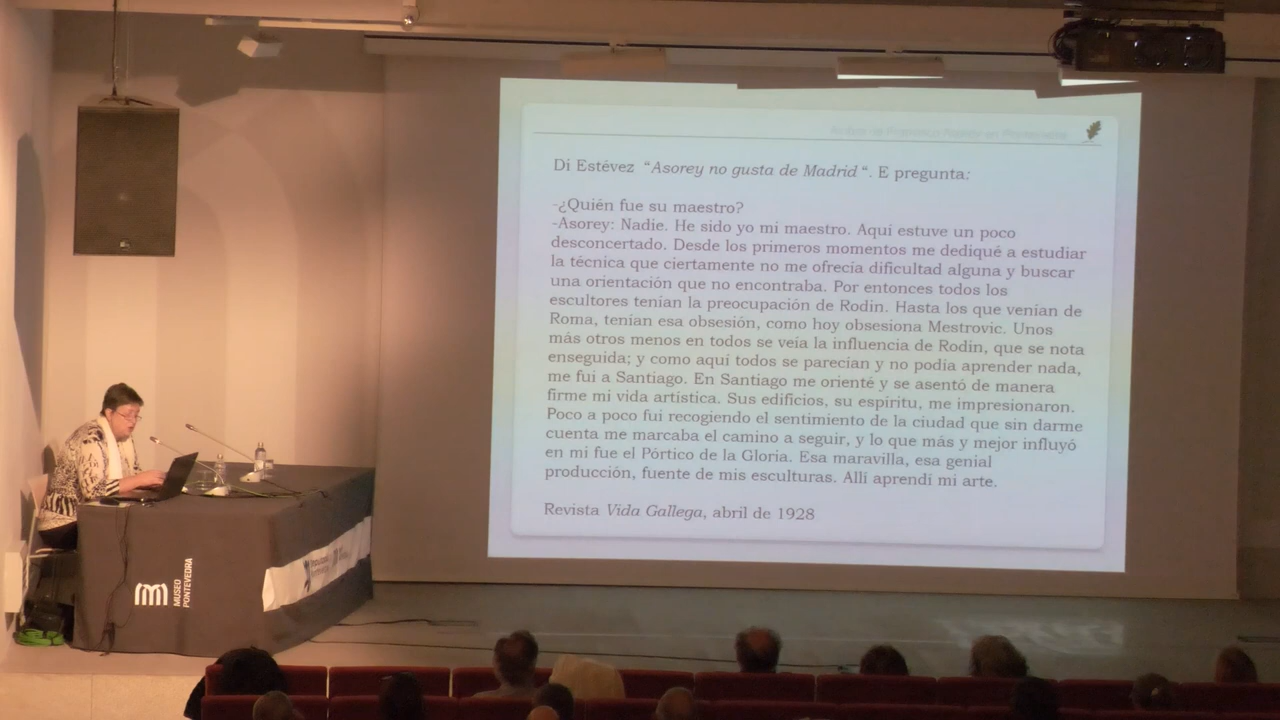 Di Estévez "Asorey no gusta de Madrid". E pregunta:
-¿Quién fue su maestro?
-Asorey: Nadie. He sido yo mi maestro. Aquí estuve un poco
desconcertado. Desde los primeros momentos me dediqué a estudiar
la técnica que ciertamente no me ofrecía dificultad alguna y buscar
una orientación que no encontraba. Por entonces todos los
escultores tenían la preocupación de Rodin. Hasta los que venían de
Roma, tenían esa obsesión, como hoy obsesiona Mestrovic. Unos
más otros menos en todos se veía la influencia de Rodin, que se nota
enseguida; y como aquí todos se parecían y no podía aprender nada,
me fui a Santiago. En Santiago me orienté y se asentó de manera
firme mi vida artística. Sus edificios, su espíritu, me impresionaron.
Poco a poco fui recogiendo el sentimiento de la ciudad que sin darme
cuenta me marcaba el camino a seguir, y lo que más y mejor influyó
en mi fue el Pórtico de la Gloria. Esa maravilla, esa genial
producción, fuente de mis esculturas. Allí aprendí mi arte.
Revista Vida Gallega, abril de 1928
MUSEO
PONTEVEDRA